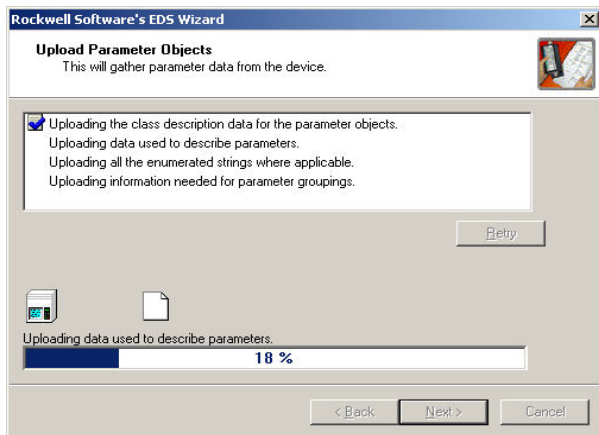 Rockwell Software's EDS Wizard
Upload Parameter Objects
This will gather parameter data from the device.
Uploading the class description data for the parameter objects.
Uploading data used to describe parameters.
Uploading all the enumerated strings where applicable.
Uploading information needed for parameter groupings.
Retry
Uploading data used to describe parameters.
18 %
< Back Next > Cancel